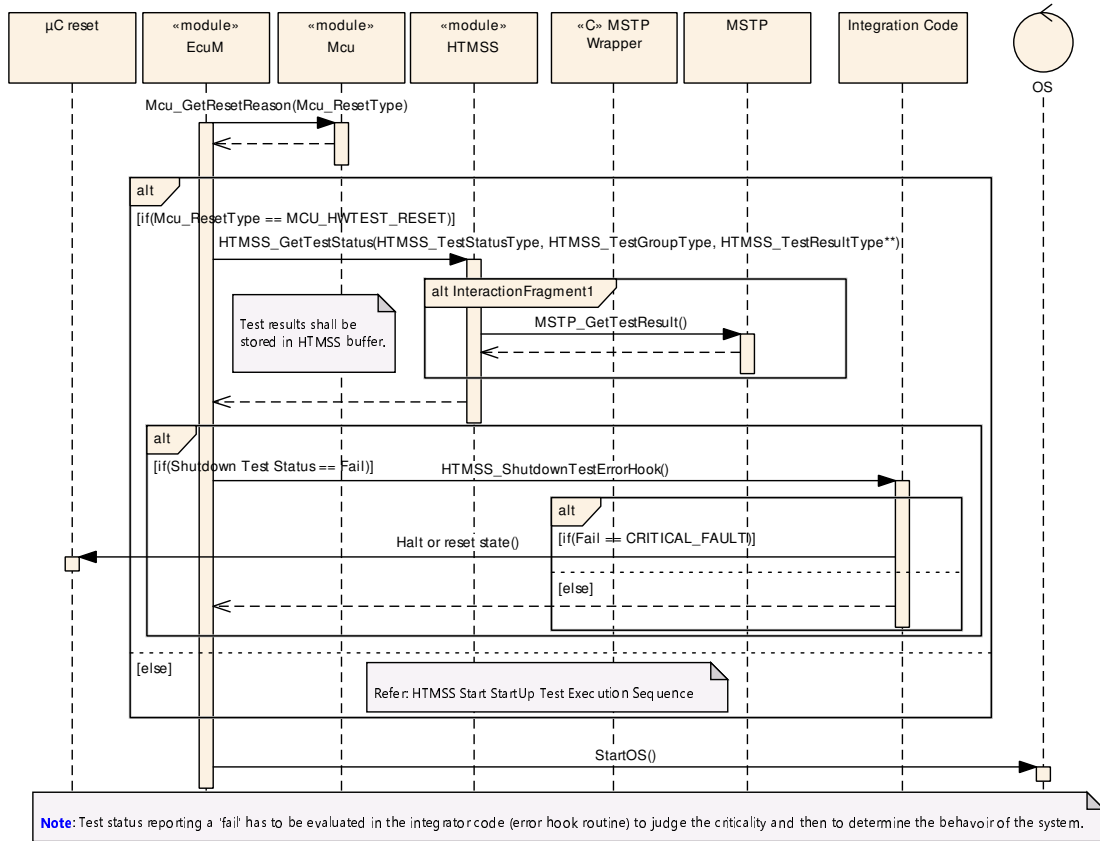 µC reset
«module»
EcuM
«module»
Mcu
«module»
HTMSS
«C» MSTP
Wrapper
MSTP
Integration Code
OS
Mcu_GetResetReason(Mcu_ResetType)
alt
[if(Mcu_ResetType == MCU_HWTEST_RESET)]
HTMSS_GetTestStatus(HTMSS_TestStatusType, HTMSS_TestGroupType, HTMSS_TestResultType**)
alt InteractionFragment1
Test results shall be
stored in HTMSS buffer.
MSTP_GetTestResult()
alt
[if(Shutdown Test Status == Fail)]
HTMSS_ShutdownTestErrorHook()
alt
[if(Fail == CRITICAL_FAULT)]
Halt or reset state()
[else]
[else]
Refer: HTMSS Start StartUp Test Execution Sequence
StartOS()
Note: Test status reporting a 'fail' has to be evaluated in the integrator code (error hook routine) to judge the criticality and then to determine the behavoir of the system.